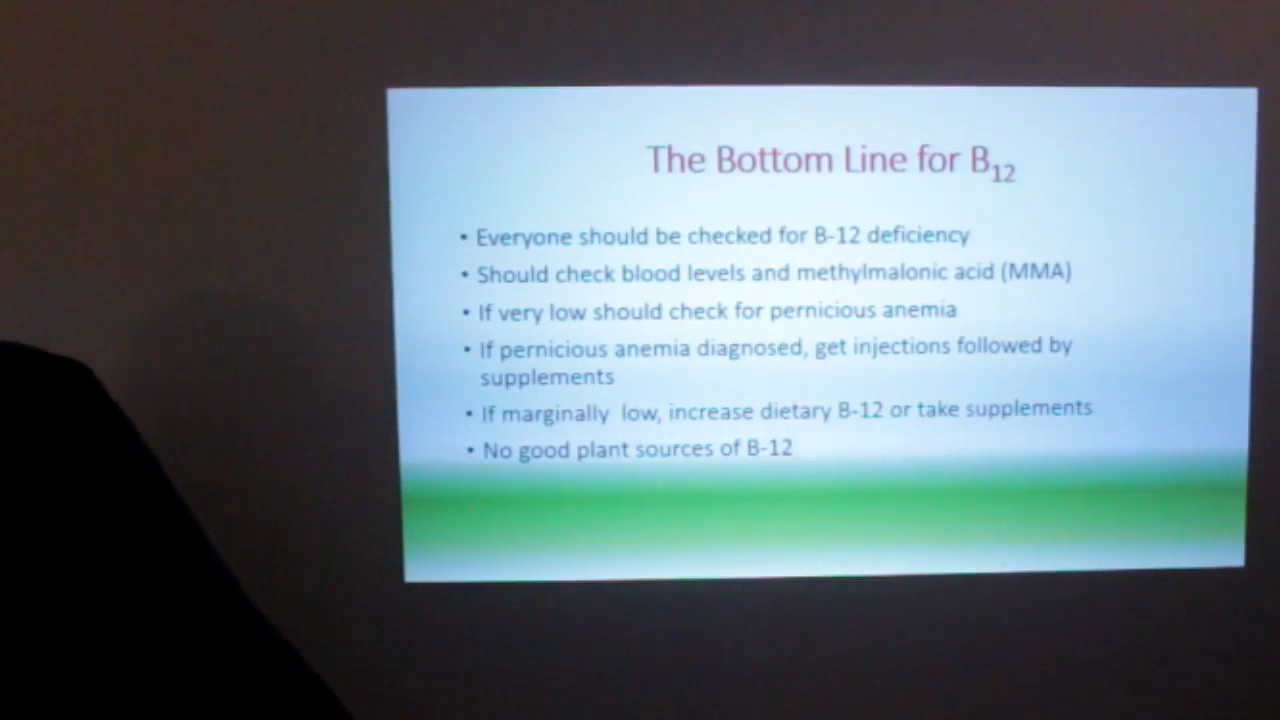 The Bottom Line for B12
• Everyone should be checked for B-12 deficiency
• Should check blood levels and methylmalonic acid (MMA)
• If very low should check for pernicious anemia
• If pernicious anemia diagnosed, get injections followed by
supplements
• If marginally low, increase dietary B-12 or take supplements
• No good plant sources of B-12